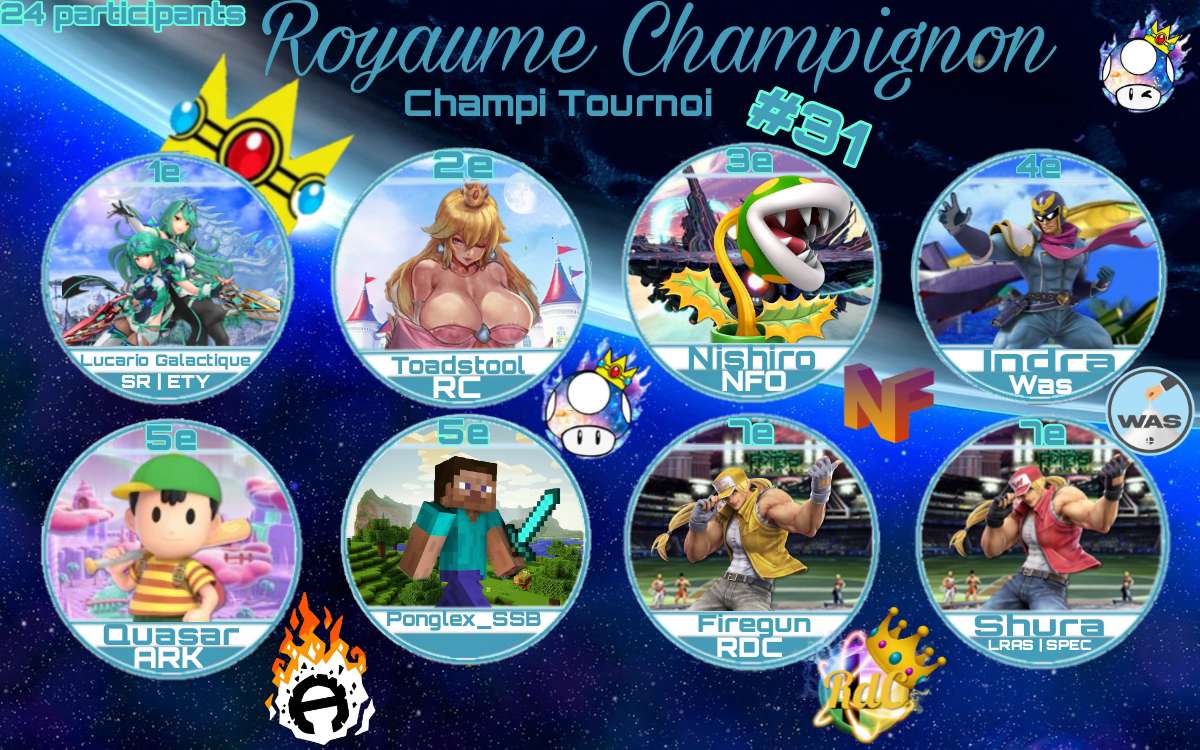 24 participants
Royaume Champignon
Champi Tournoi
#31
1e
Lucario Galactique
SR | ETY
2e
Toadstool
RC
3e
Nishiro
NFO
4e
Indra
Was
NF
WAS
5e
Quasar
ARK
5e
Ponglex_SSB
7e
Firegun
RDC
7e
Shura
LRAS | SPEC
A
RdC